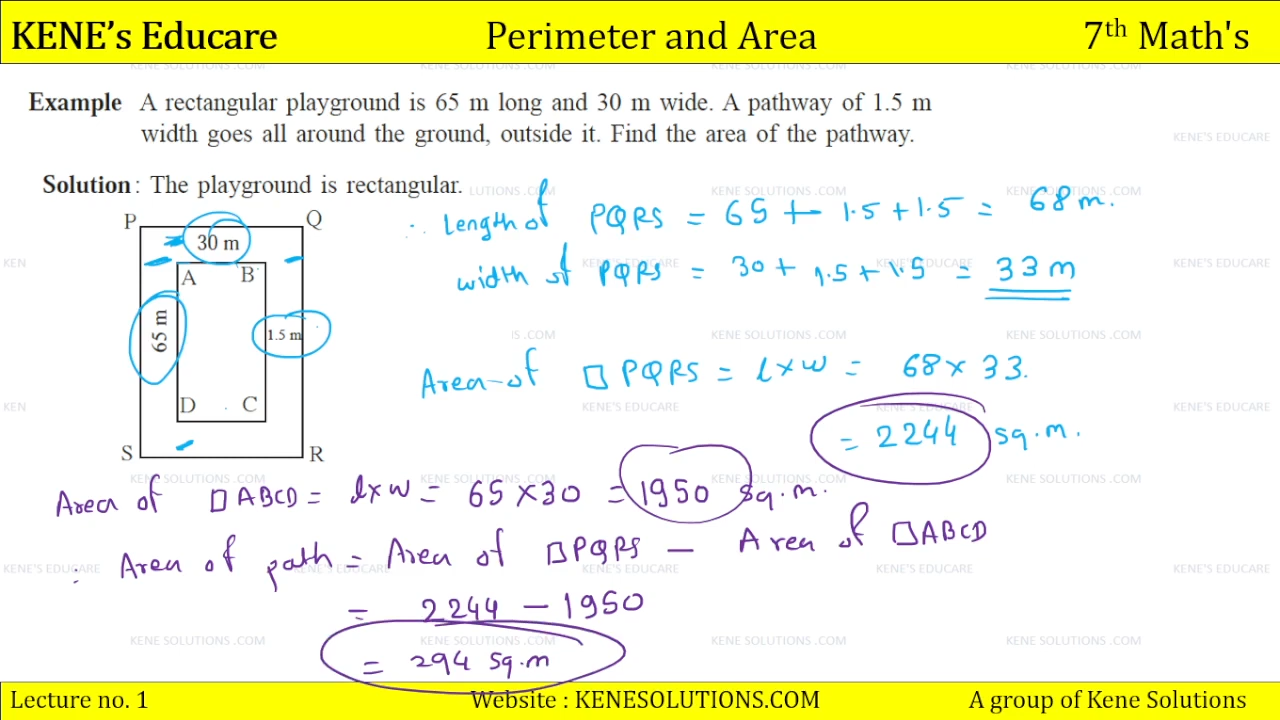 KENE's Educare Perimeter and Area 7th Math's
Example A rectangular playground is 65 m long and 30 m wide. A pathway of 1.5 m
width goes all around the ground, outside it. Find the area of the pathway.
Solution : The playground is rectangular.
P Q
30 m
A B
65 m
1.5 m
D C
S R
∴ Length of PQRS = 65 + 1.5 + 1.5 = 68 m.
width of PQRS = 30 + 1.5 + 1.5 = 33 m
Area of □ PQRS = l x w = 68 x 33.
= 2244 sq.m.
Area of □ ABCD = l x w = 65 x 30 = 1950 sq.m.
∴ Area of path = Area of □ PQRS — Area of □ ABCD
= 2244 — 1950
= 294 sq.m
KENE SOLUTIONS .COM
KENE'S EDUCARE
Lecture no. 1 Website : KENESOLUTIONS.COM A group of Kene Solutions